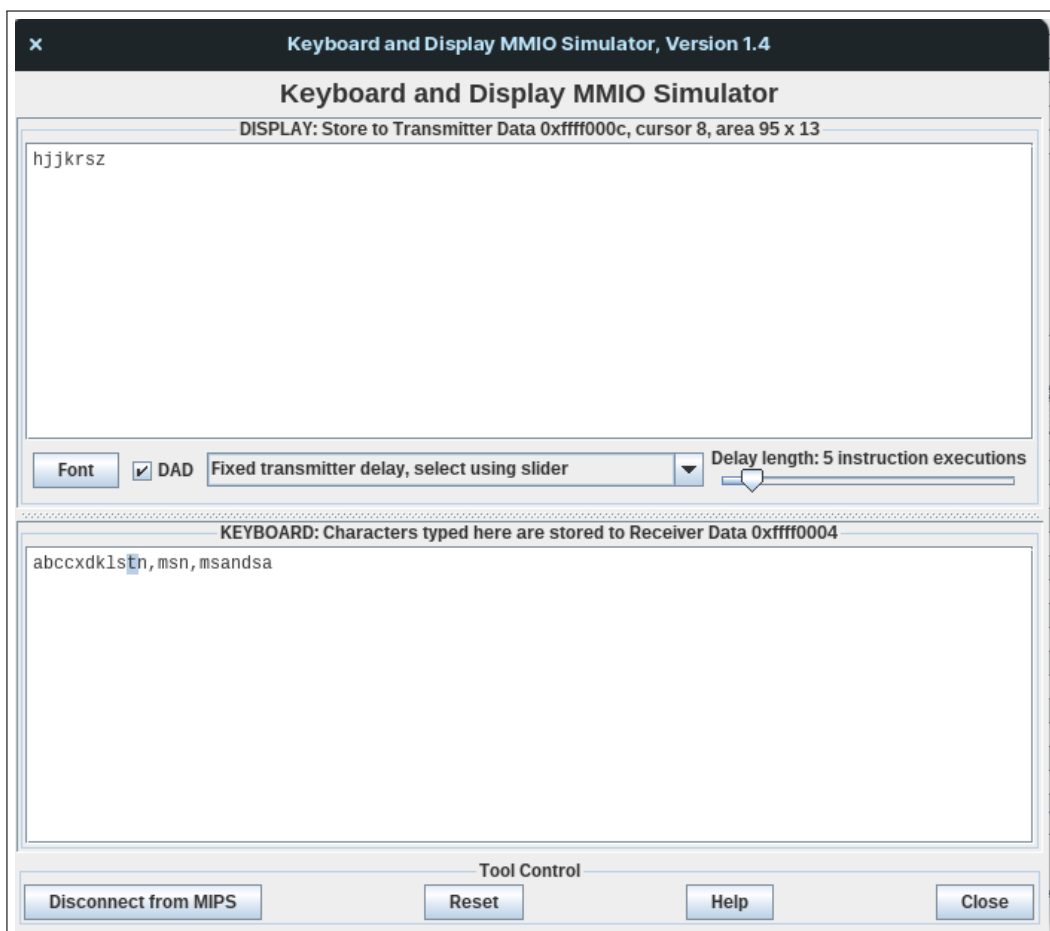 Keyboard and Display MMIO Simulator, Version 1.4
Keyboard and Display MMIO Simulator
DISPLAY: Store to Transmitter Data 0xffff000c, cursor 8, area 95 x 13
hjjkrsz
Font DAD Fixed transmitter delay, select using slider Delay length: 5 instruction executions
KEYBOARD: Characters typed here are stored to Receiver Data 0xffff0004
abccxdklstn,msn,msandsa
Tool Control
Disconnect from MIPS Reset Help Close